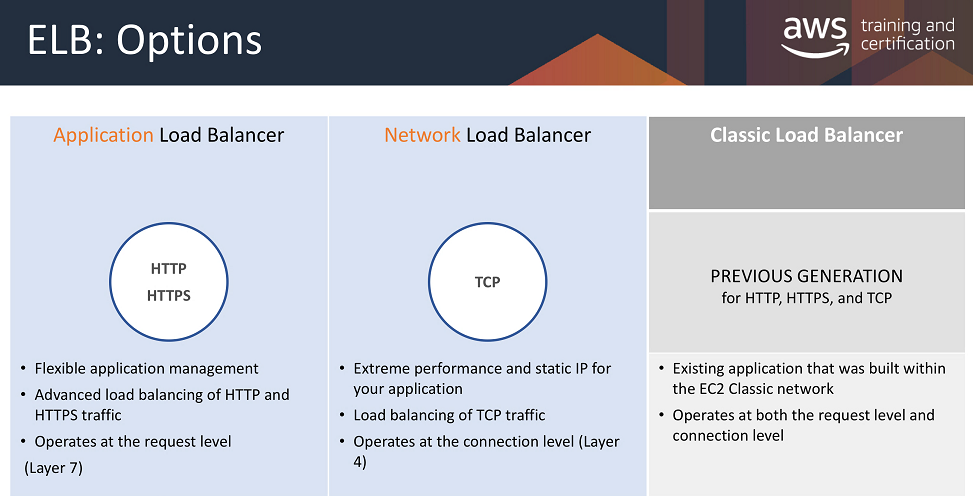 ELB: Options
aws training and
certification
Application Load Balancer
HTTP
HTTPS
• Flexible application management
• Advanced load balancing of HTTP and
HTTPS traffic
• Operates at the request level
(Layer 7)
Network Load Balancer
TCP
• Extreme performance and static IP for
your application
• Load balancing of TCP traffic
• Operates at the connection level (Layer
4)
Classic Load Balancer
PREVIOUS GENERATION
for HTTP, HTTPS, and TCP
• Existing application that was built within
the EC2 Classic network
• Operates at both the request level and
connection level